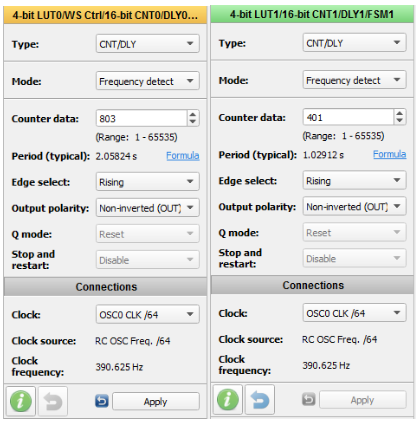 4-bit LUT0/WS Ctrl/16-bit CNT0/DLY0...
Type: CNT/DLY
Mode: Frequency detect
Counter data: 803
(Range: 1 - 65535)
Period (typical): 2.05824 s Formula
Edge select: Rising
Output polarity: Non-inverted (OUT)
Q mode: Reset
Stop and
restart: Disable
Connections
Clock: OSC0 CLK /64
Clock source: RC OSC Freq. /64
Clock
frequency: 390.625 Hz
Apply
4-bit LUT1/16-bit CNT1/DLY1/FSM1
Type: CNT/DLY
Mode: Frequency detect
Counter data: 401
(Range: 1 - 65535)
Period (typical): 1.02912 s Formula
Edge select: Rising
Output polarity: Non-inverted (OUT)
Q mode: Reset
Stop and
restart: Disable
Connections
Clock: OSC0 CLK /64
Clock source: RC OSC Freq. /64
Clock
frequency: 390.625 Hz
Apply